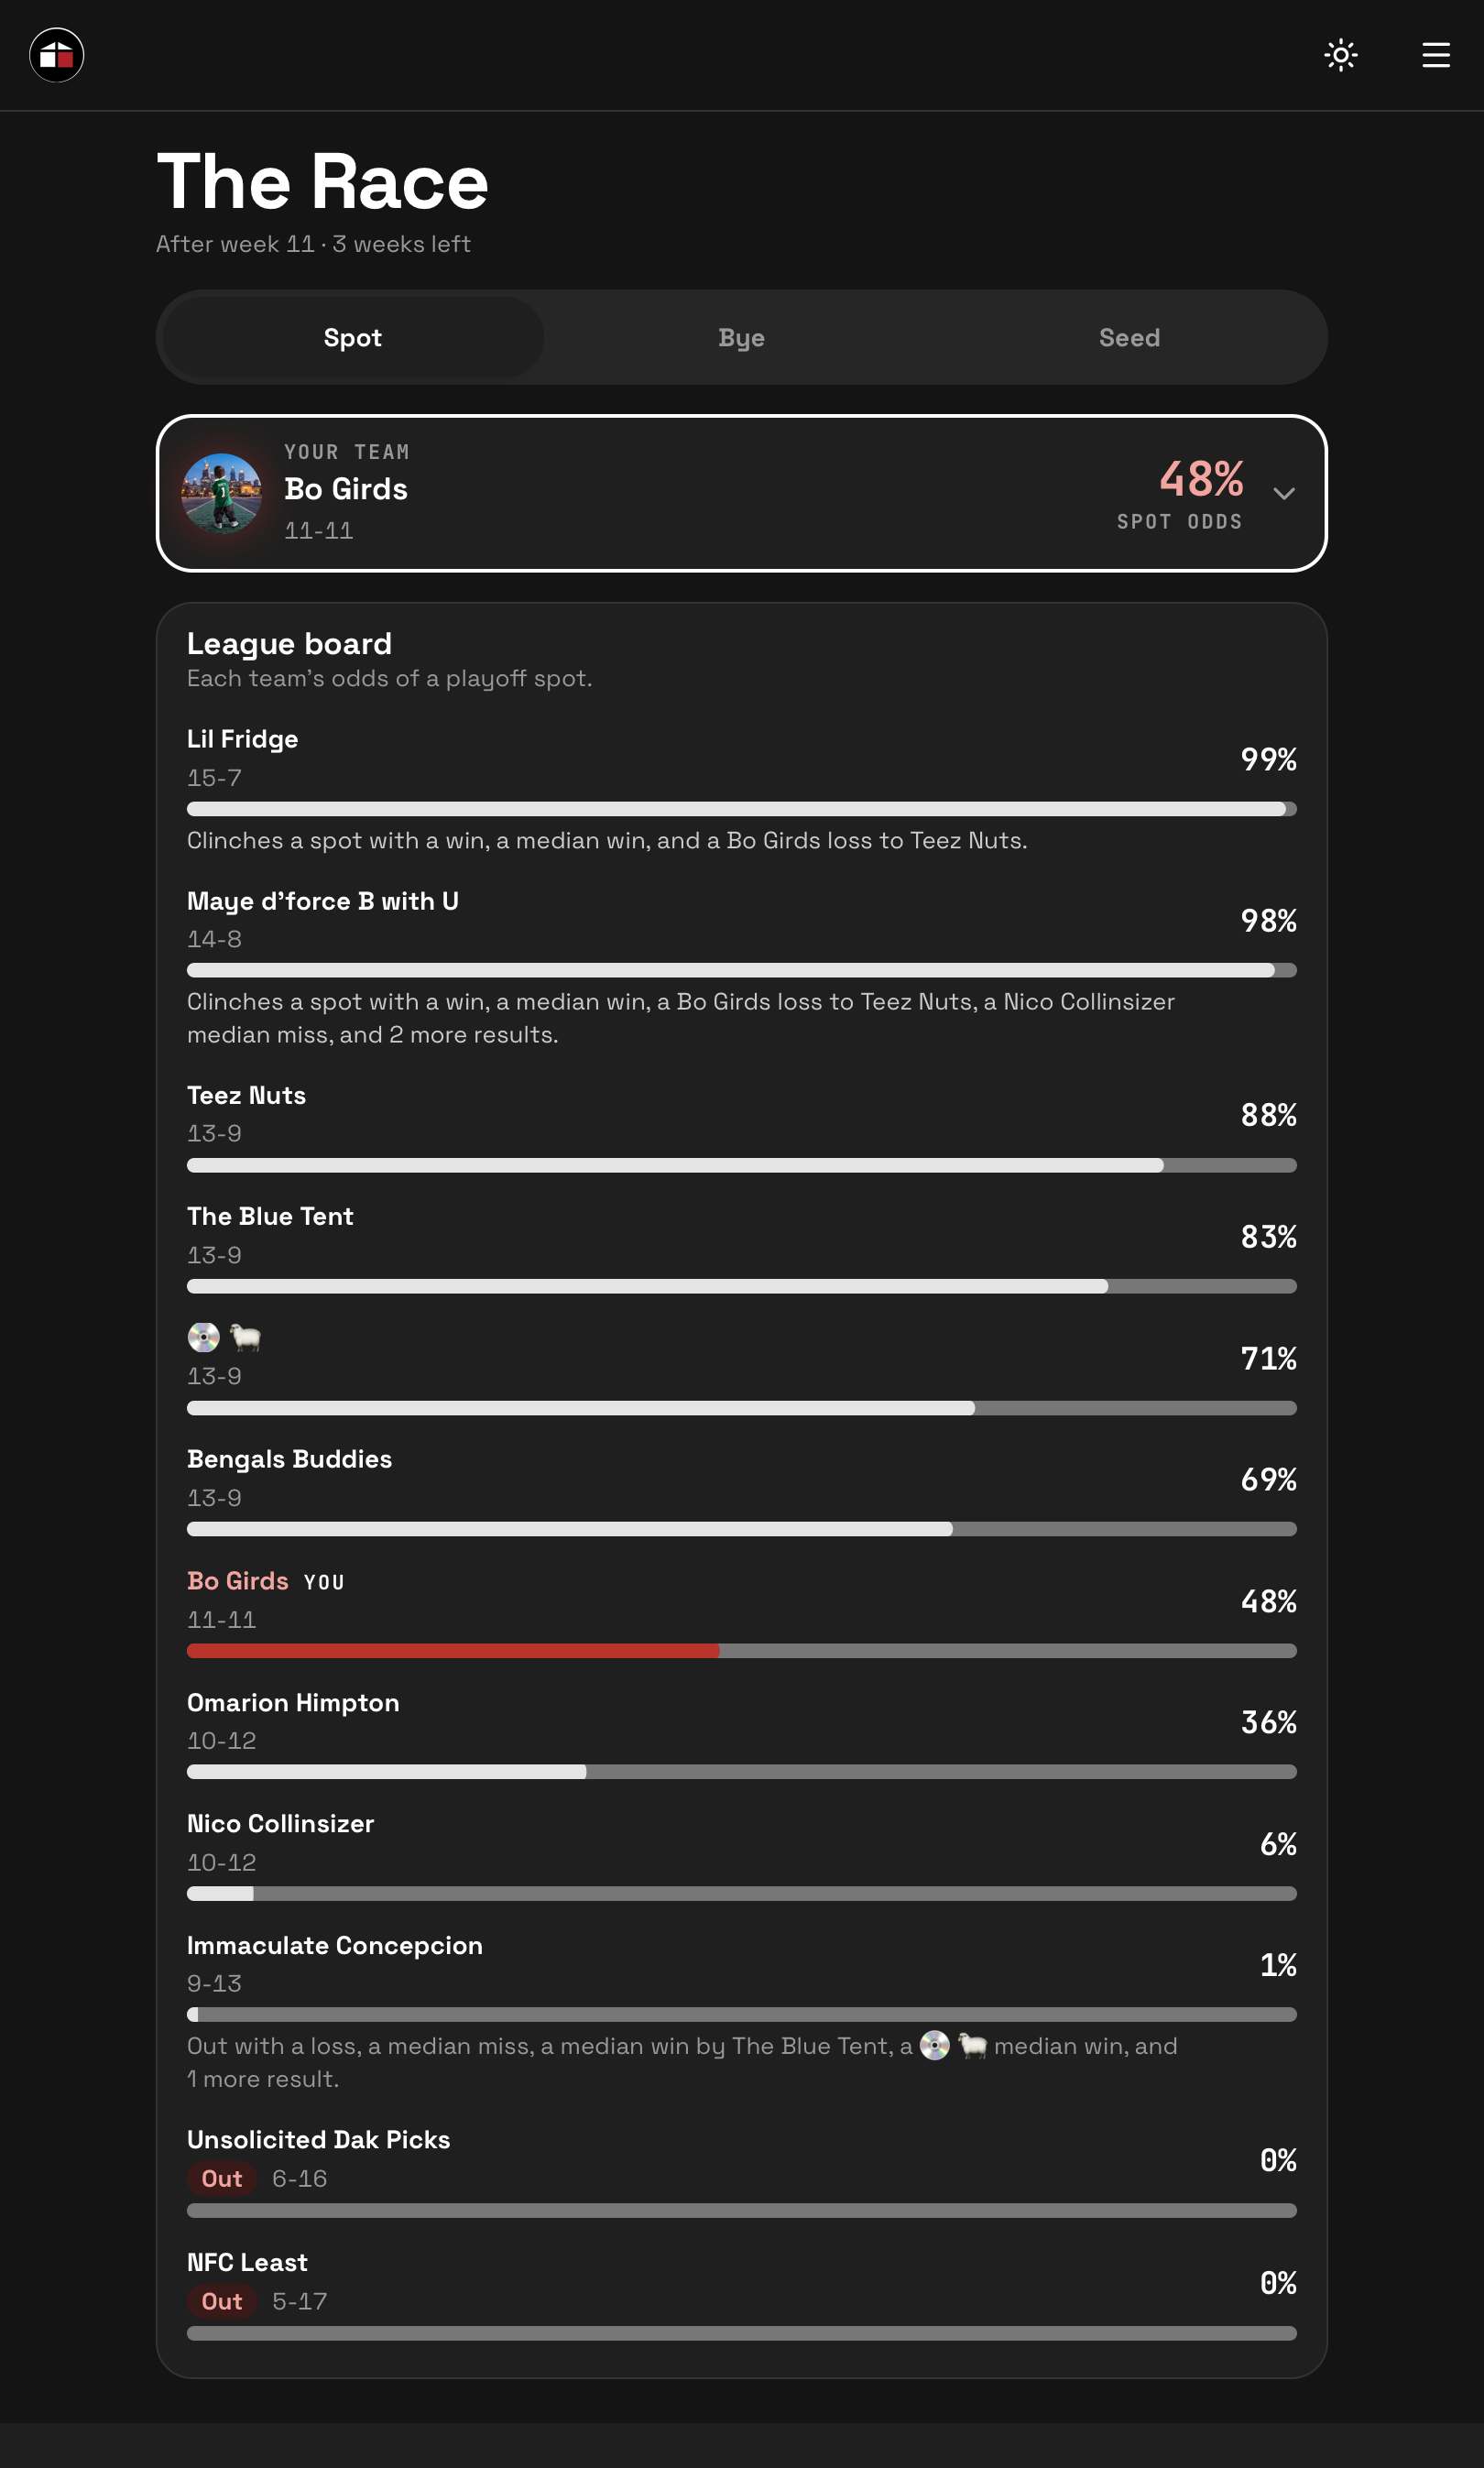 The Race
After week 11 · 3 weeks left
Spot
Bye
Seed
YOUR TEAM
Bo Girds
11-11
48%
SPOT ODDS
League board
Each team’s odds of a playoff spot.
Lil Fridge
15-7
99%
Clinches a spot with a win, a median win, and a Bo Girds loss to Teez Nuts.
Maye d’force B with U
14-8
98%
Clinches a spot with a win, a median win, a Bo Girds loss to Teez Nuts, a Nico Collinsizer
median miss, and 2 more results.
Teez Nuts
13-9
88%
The Blue Tent
13-9
83%
💿 🐑
13-9
71%
Bengals Buddies
13-9
69%
Bo Girds YOU
11-11
48%
Omarion Himpton
10-12
36%
Nico Collinsizer
10-12
6%
Immaculate Concepcion
9-13
1%
Out with a loss, a median miss, a median win by The Blue Tent, a 💿 🐑 median win, and
1 more result.
Unsolicited Dak Picks
Out 6-16
0%
NFC Least
Out 5-17
0%